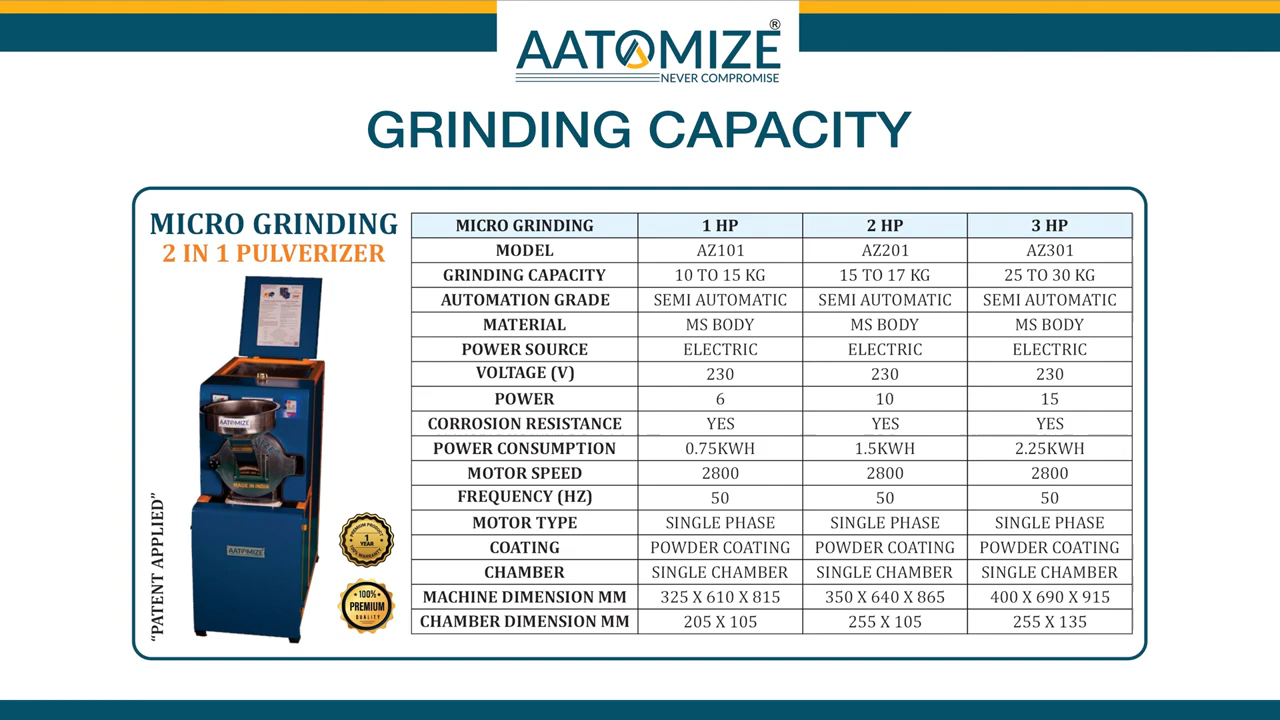 AATOMIZE®
NEVER COMPROMISE
GRINDING CAPACITY
MICRO GRINDING
2 IN 1 PULVERIZER
AATOMIZE
MADE IN INDIA
AATOMIZE
"PATENT APPLIED"
PREMIUM PRODUCT
1
YEAR
100% WARRANTY
100%
PREMIUM
QUALITY
MICRO GRINDING 1 HP 2 HP 3 HP
MODEL AZ101 AZ201 AZ301
GRINDING CAPACITY 10 TO 15 KG 15 TO 17 KG 25 TO 30 KG
AUTOMATION GRADE SEMI AUTOMATIC SEMI AUTOMATIC SEMI AUTOMATIC
MATERIAL MS BODY MS BODY MS BODY
POWER SOURCE ELECTRIC ELECTRIC ELECTRIC
VOLTAGE (V) 230 230 230
POWER 6 10 15
CORROSION RESISTANCE YES YES YES
POWER CONSUMPTION 0.75KWH 1.5KWH 2.25KWH
MOTOR SPEED 2800 2800 2800
FREQUENCY (HZ) 50 50 50
MOTOR TYPE SINGLE PHASE SINGLE PHASE SINGLE PHASE
COATING POWDER COATING POWDER COATING POWDER COATING
CHAMBER SINGLE CHAMBER SINGLE CHAMBER SINGLE CHAMBER
MACHINE DIMENSION MM 325 X 610 X 815 350 X 640 X 865 400 X 690 X 915
CHAMBER DIMENSION MM 205 X 105 255 X 105 255 X 135